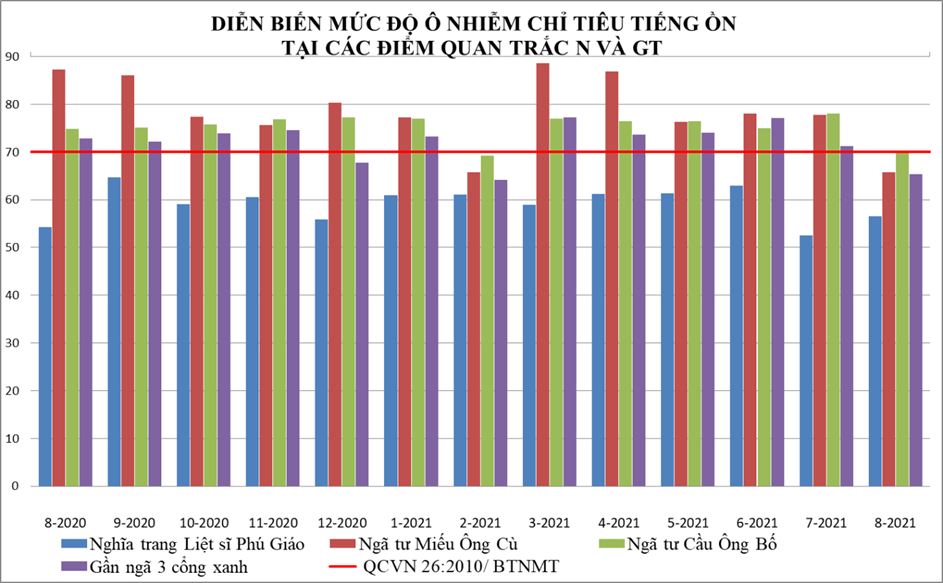 DIỄN BIẾN MỨC ĐỘ Ô NHIỄM CHỈ TIÊU TIẾNG ỒN
TẠI CÁC ĐIỂM QUAN TRẮC N VÀ GT
90
80
70
60
50
40
30
20
10
0
8-2020 9-2020 10-2020 11-2020 12-2020 1-2021 2-2021 3-2021 4-2021 5-2021 6-2021 7-2021 8-2021
Nghĩa trang Liệt sĩ Phú Giáo Ngã tư Miếu Ông Cù Ngã tư Cầu Ông Bố
Gần ngã 3 cổng xanh QCVN 26:2010/ BTNMT